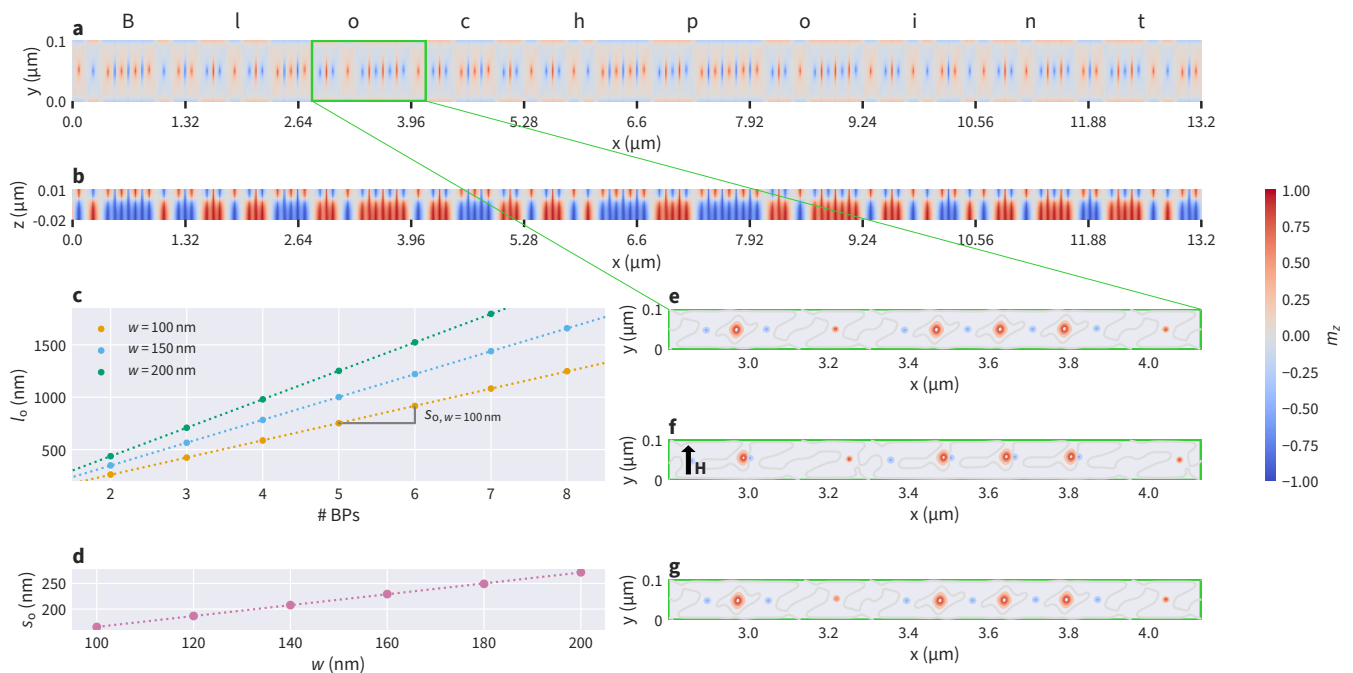 B l o c h p o i n t
a
y (µm)
0.1
0.0
0.0 1.32 2.64 3.96 5.28 6.6 7.92 9.24 10.56 11.88 13.2
x (µm)
b
z (µm)
0.01
-0.02
0.0 1.32 2.64 3.96 5.28 6.6 7.92 9.24 10.56 11.88 13.2
x (µm)
1.00
0.75
0.50
0.25
0.00
−0.25
−0.50
−0.75
−1.00
m_z
c
w = 100 nm
w = 150 nm
w = 200 nm
l_o (nm)
1500
1000
500
s_o, w = 100 nm
2 3 4 5 6 7 8
# BPs
d
s_o (nm)
250
200
100 120 140 160 180 200
w (nm)
e
y (µm)
0.1
0
3.0 3.2 3.4 3.6 3.8 4.0
x (µm)
f
y (µm)
0.1
0
H
3.0 3.2 3.4 3.6 3.8 4.0
x (µm)
g
y (µm)
0.1
0
3.0 3.2 3.4 3.6 3.8 4.0
x (µm)